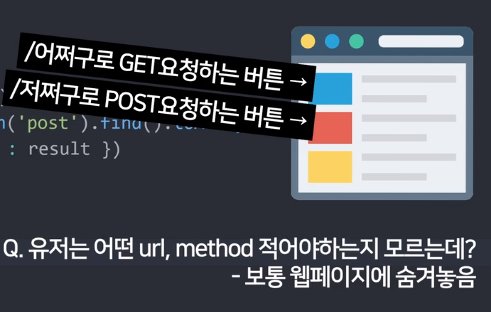 /어쩌구로 GET요청하는 버튼 →
/저쩌구로 POST요청하는 버튼 →
('post').find().
: result })
Q. 유저는 어떤 url, method 적어야하는지 모르는데?
- 보통 웹페이지에 숨겨놓음